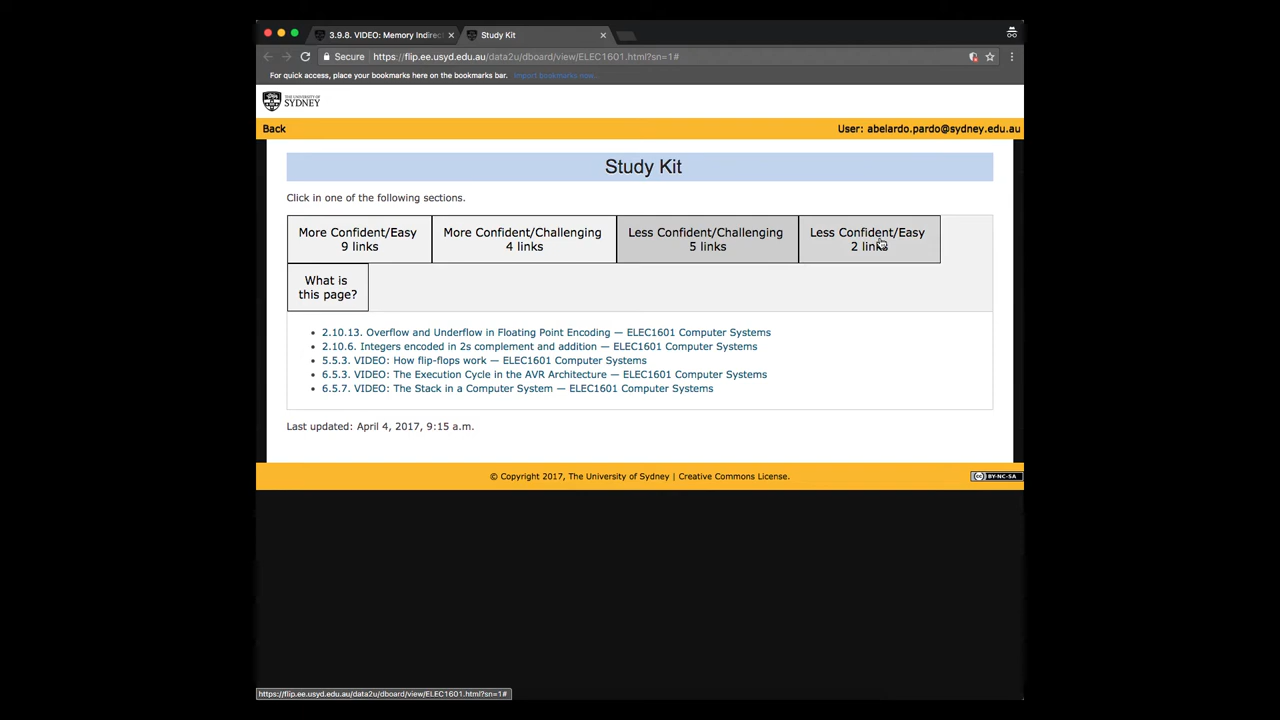 3.9.8. VIDEO: Memory Indirect
Study Kit
Secure
https://flip.ee.usyd.edu.au/data2u/dboard/view/ELEC1601.html?sn=1#
For quick access, place your bookmarks here on the bookmarks bar. Import bookmarks now...
THE UNIVERSITY OF
SYDNEY
Back
User: abelardo.pardo@sydney.edu.au
Study Kit
Click in one of the following sections.
More Confident/Easy
9 links
More Confident/Challenging
4 links
Less Confident/Challenging
5 links
Less Confident/Easy
2 links
What is
this page?
• 2.10.13. Overflow and Underflow in Floating Point Encoding — ELEC1601 Computer Systems
• 2.10.6. Integers encoded in 2s complement and addition — ELEC1601 Computer Systems
• 5.5.3. VIDEO: How flip-flops work — ELEC1601 Computer Systems
• 6.5.3. VIDEO: The Execution Cycle in the AVR Architecture — ELEC1601 Computer Systems
• 6.5.7. VIDEO: The Stack in a Computer System — ELEC1601 Computer Systems
Last updated: April 4, 2017, 9:15 a.m.
© Copyright 2017, The University of Sydney | Creative Commons License.
cc BY-NC-SA
https://flip.ee.usyd.edu.au/data2u/dboard/view/ELEC1601.html?sn=1#